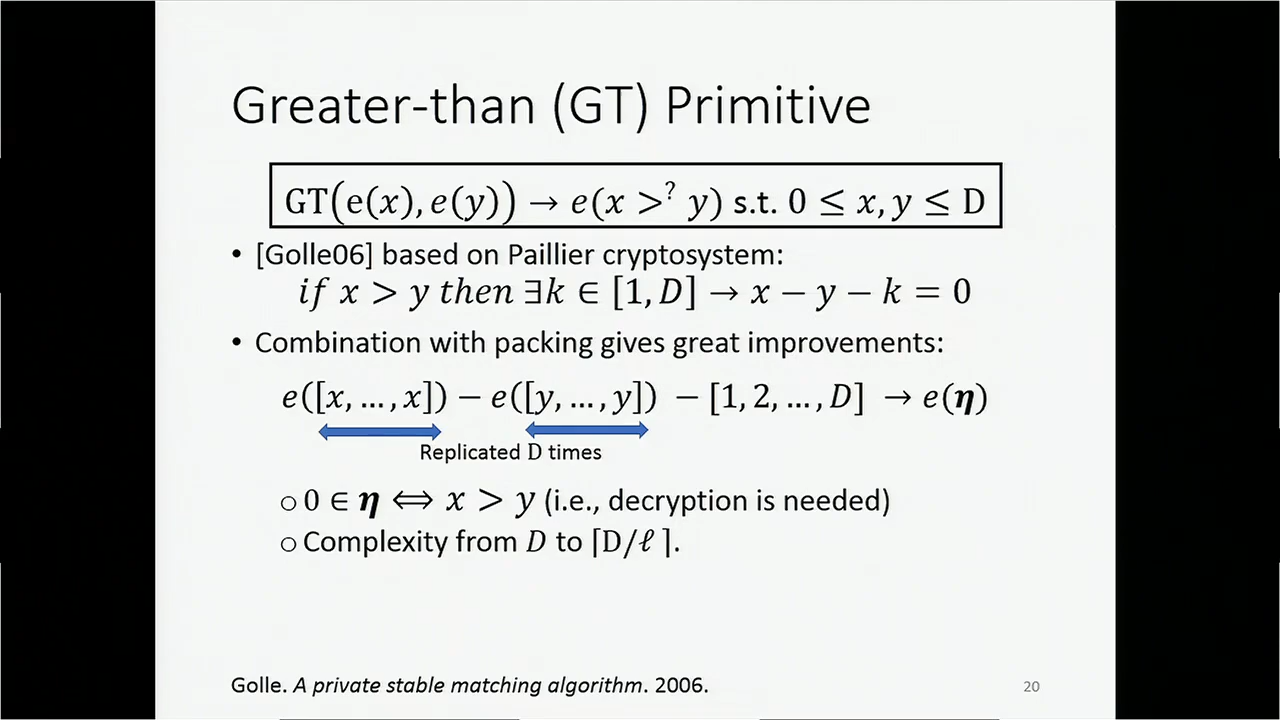 Greater-than (GT) Primitive
GT(e(x), e(y)) → e(x >? y) s.t. 0 ≤ x, y ≤ D
• [Golle06] based on Paillier cryptosystem:
if x > y then ∃k ∈ [1, D] → x − y − k = 0
• Combination with packing gives great improvements:
e([x, …, x]) − e([y, …, y]) − [1, 2, …, D] → e(η)
Replicated D times
○ 0 ∈ η ⟺ x > y (i.e., decryption is needed)
○ Complexity from D to ⌈D/ℓ⌉.
Golle. A private stable matching algorithm. 2006.
20